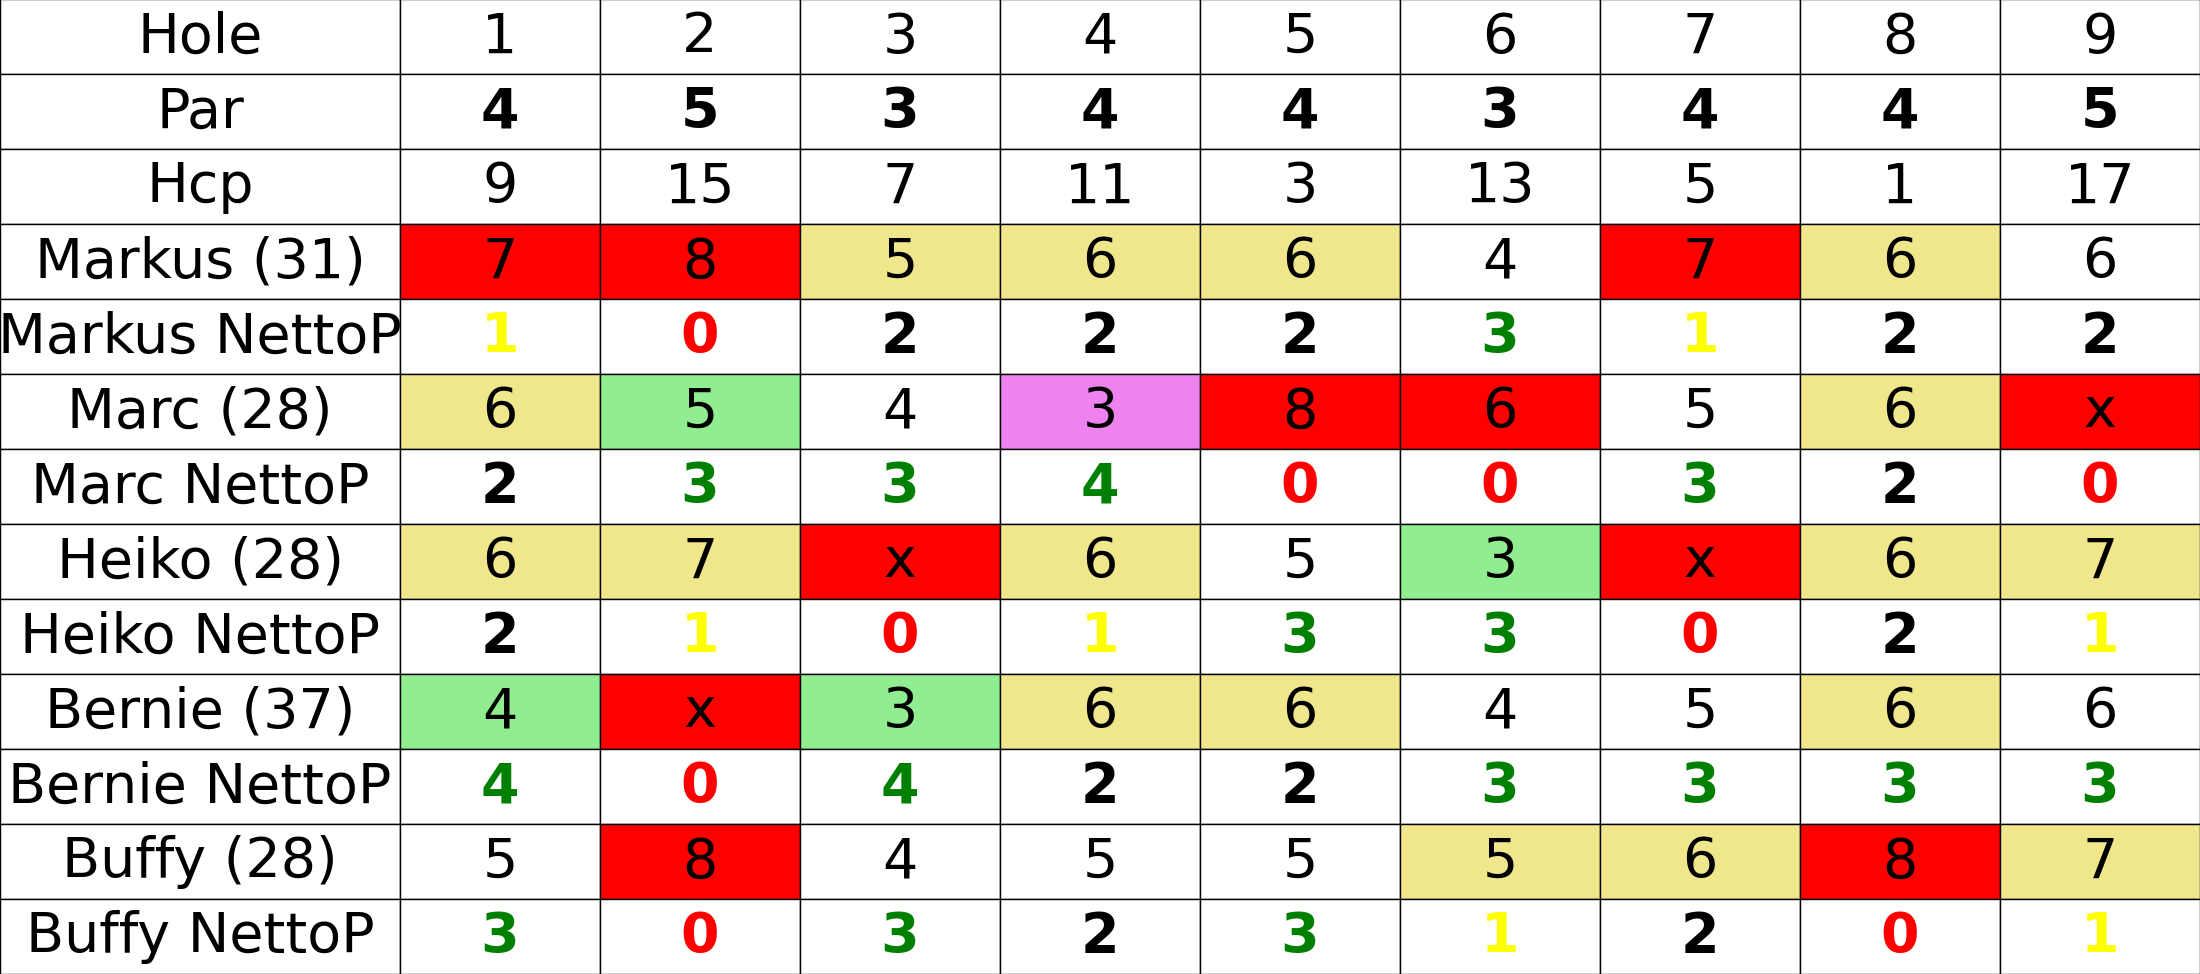 Hole 1 2 3 4 5 6 7 8 9
Par 4 5 3 4 4 3 4 4 5
Hcp 9 15 7 11 3 13 5 1 17
Markus (31) 7 8 5 6 6 4 7 6 6
Markus NettoP 1 0 2 2 2 3 1 2 2
Marc (28) 6 5 4 3 8 6 5 6 x
Marc NettoP 2 3 3 4 0 0 3 2 0
Heiko (28) 6 7 x 6 5 3 x 6 7
Heiko NettoP 2 1 0 1 3 3 0 2 1
Bernie (37) 4 x 3 6 6 4 5 6 6
Bernie NettoP 4 0 4 2 2 3 3 3 3
Buffy (28) 5 8 4 5 5 5 6 8 7
Buffy NettoP 3 0 3 2 3 1 2 0 1